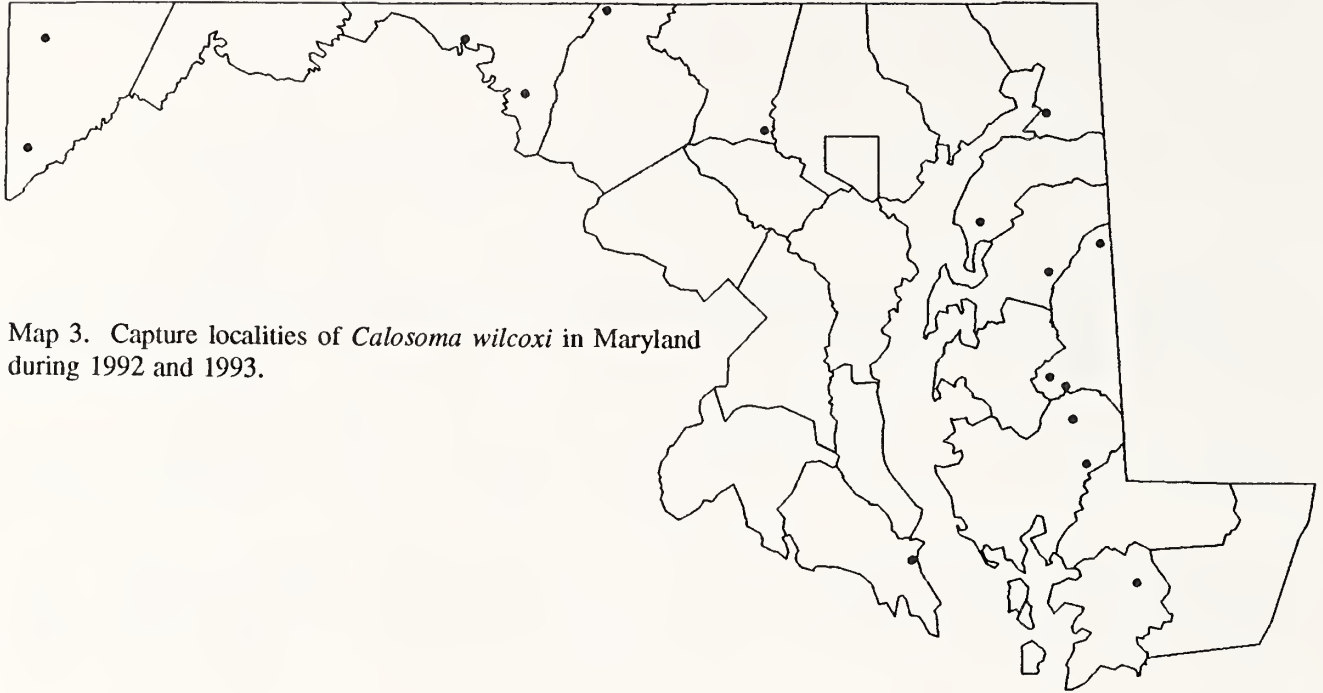 Map 3. Capture localities of Calosoma wilcoxi in Maryland
during 1992 and 1993.